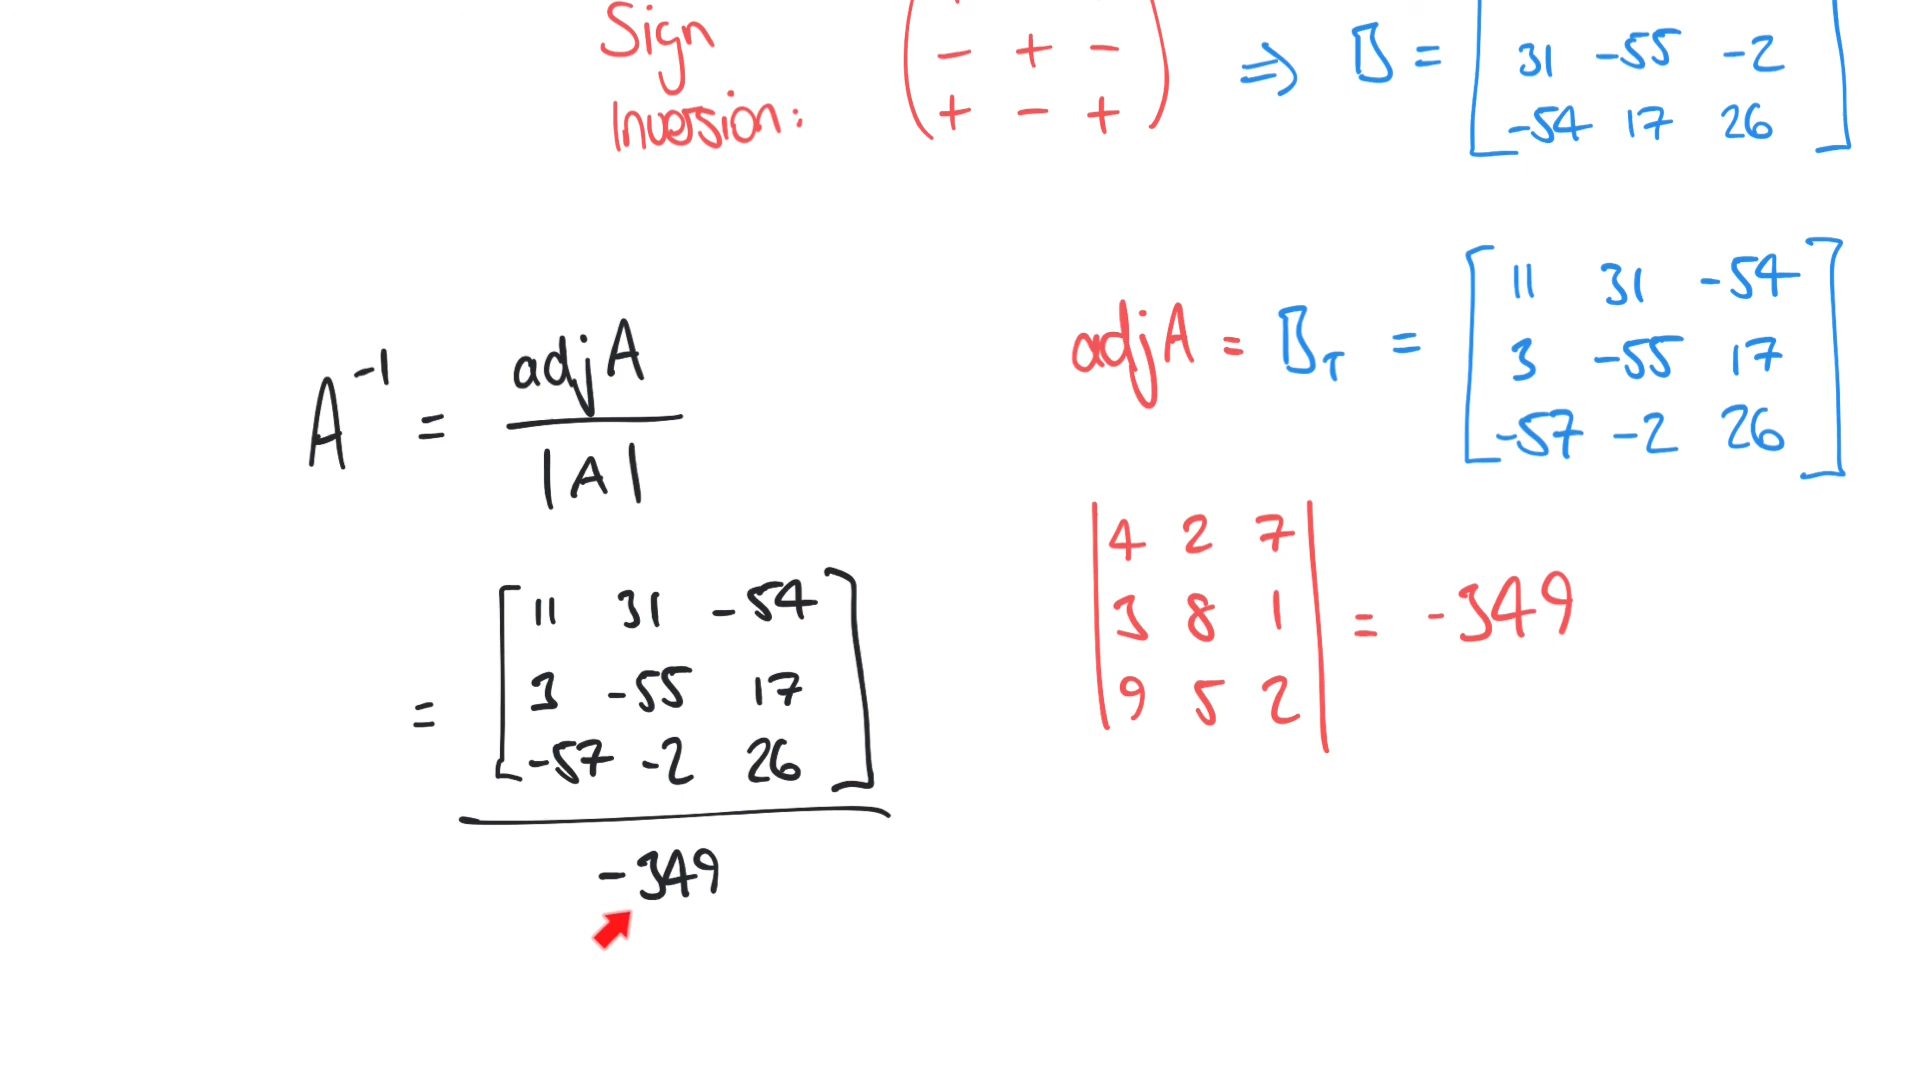 Sign
Inversion:
- + -
+ - +
⇒ B =
31 -55 -2
-54 17 26
A⁻¹ = adjA / |A|
= [11 31 -54
3 -55 17
-57 -2 26]
-349
adjA = B_T =
11 31 -54
3 -55 17
-57 -2 26
|4 2 7
3 8 1
9 5 2| = -349